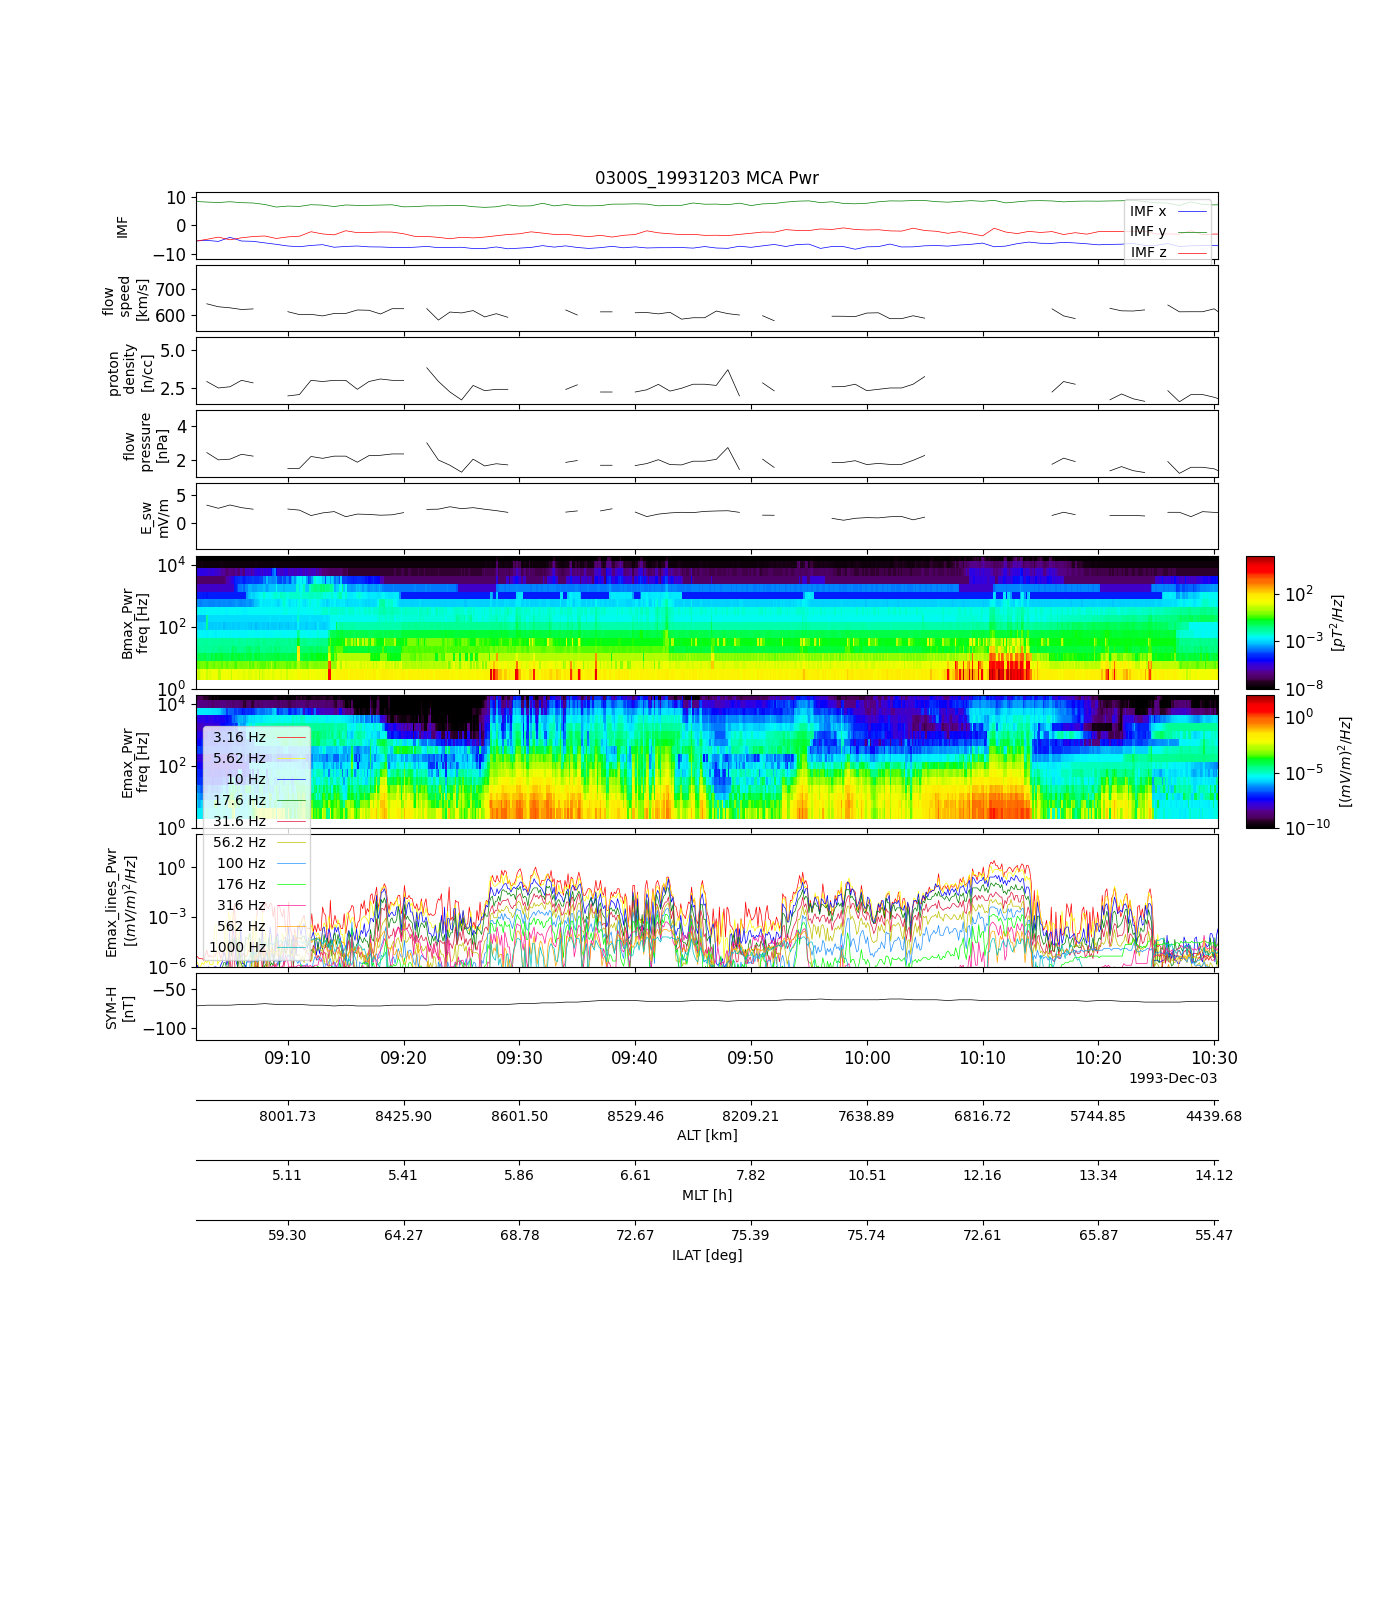 0300S_19931203 MCA Pwr
10
0
−10
IMF
IMF x
IMF y
IMF z
700
600
flow
speed
[km/s]
5.0
2.5
proton
density
[n/cc]
4
2
flow
pressure
[nPa]
5
0
E_sw
mV/m
10^4
10^2
10^0
Bmax_Pwr
freq [Hz]
10^2
10^−3
10^−8
[pT^2/Hz]
10^4
10^2
10^0
Emax_Pwr
freq [Hz]
10^0
10^−5
10^−10
[(mV/m)^2/Hz]
3.16 Hz
5.62 Hz
10 Hz
17.6 Hz
31.6 Hz
56.2 Hz
100 Hz
176 Hz
316 Hz
562 Hz
1000 Hz
10^0
10^−3
10^−6
Emax_lines_Pwr
[(mV/m)^2/Hz]
−50
−100
SYM-H
[nT]
09:10 09:20 09:30 09:40 09:50 10:00 10:10 10:20 10:30
1993-Dec-03
8001.73 8425.90 8601.50 8529.46 8209.21 7638.89 6816.72 5744.85 4439.68
ALT [km]
5.11 5.41 5.86 6.61 7.82 10.51 12.16 13.34 14.12
MLT [h]
59.30 64.27 68.78 72.67 75.39 75.74 72.61 65.87 55.47
ILAT [deg]